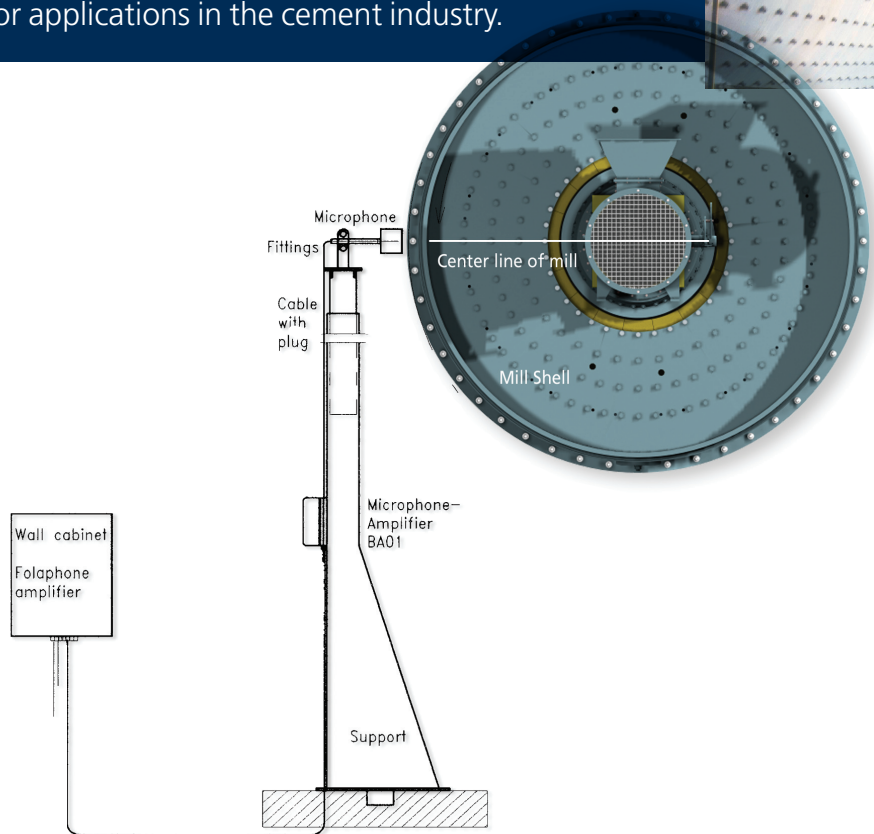 or applications in the cement industry.
Microphone
Fittings
Center line of mill
Cable
with
plug
Mill Shell
Microphone–
Amplifier
BA01
Wall cabinet
Folaphone
amplifier
Support